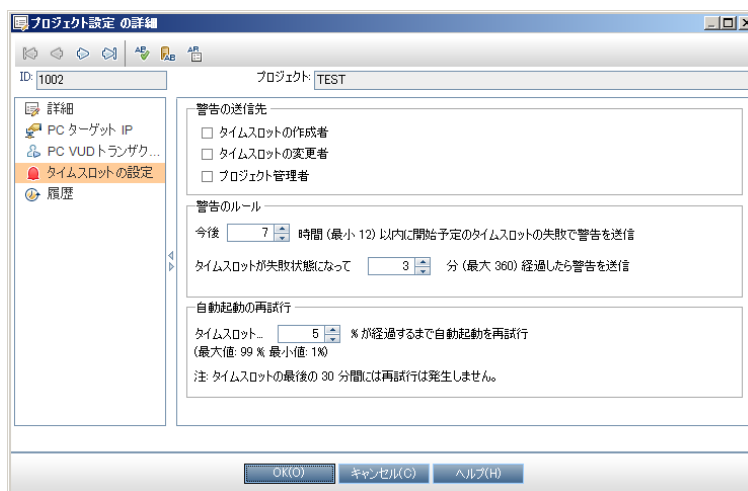 プロジェクト設定 の詳細
ID: 1002 プロジェクト: TEST
詳細
PC ターゲット IP
PC VUD トランザク...
タイムスロットの設定
履歴
警告の送信先
タイムスロットの作成者
タイムスロットの変更者
プロジェクト管理者
警告のルール
今後 7 時間 (最小 12) 以内に開始予定のタイムスロットの失敗で警告を送信
タイムスロットが失敗状態になって 3 分 (最大 360) 経過したら警告を送信
自動起動の再試行
タイムスロット... 5 % が経過するまで自動起動を再試行
(最大値: 99 % 最小値: 1%)
注: タイムスロットの最後の 30 分間には再試行は発生しません。
OK(O) キャンセル(C) ヘルプ(H)